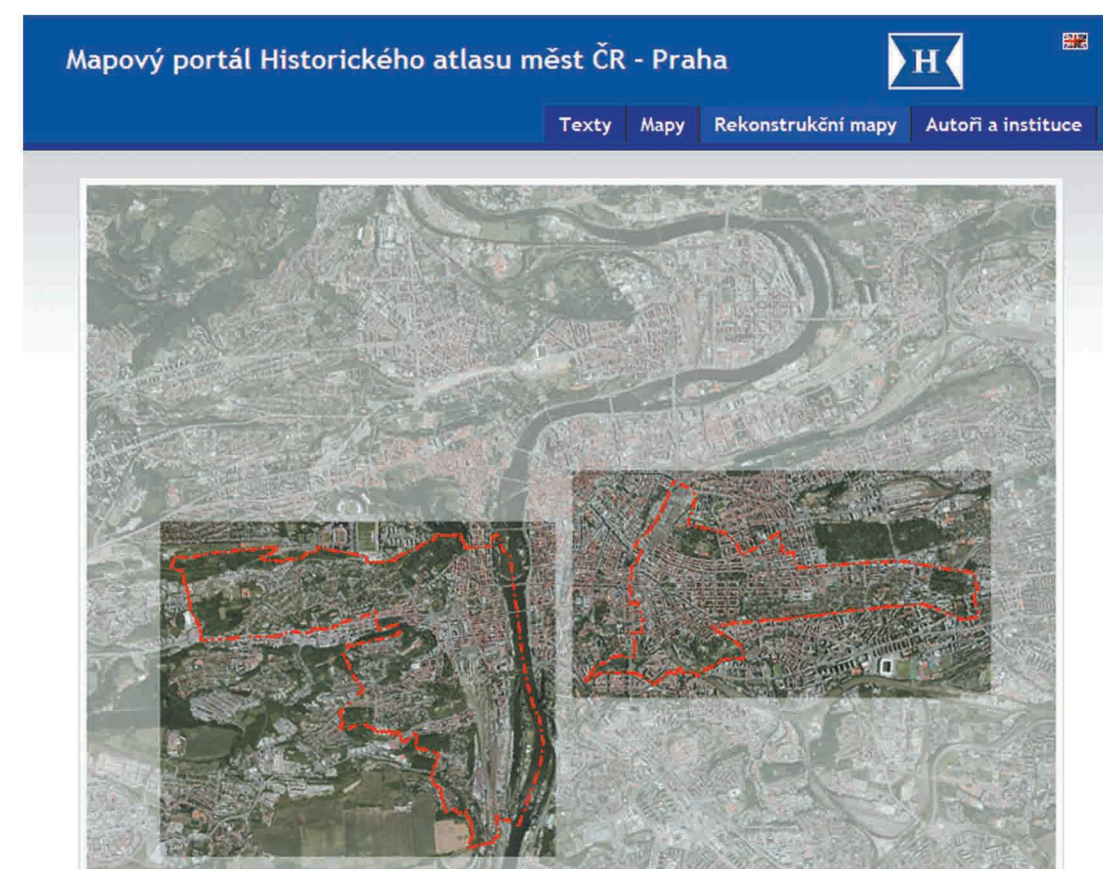 Mapový portál Historického atlasu měst ČR - Praha
H
Texty Mapy Rekonstrukční mapy Autoři a instituce